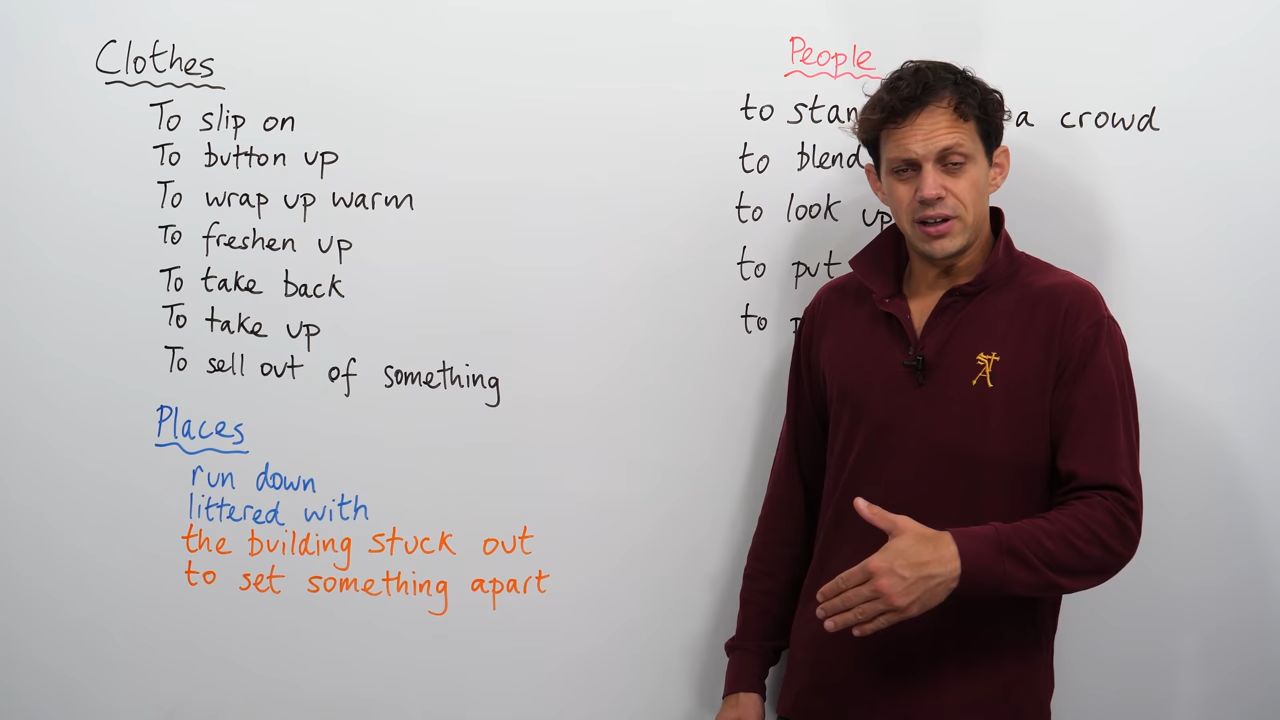 Clothes
To slip on
To button up
To wrap up warm
To freshen up
To take back
To take up
To sell out of something
Places
run down
littered with
the building stuck out
to set something apart
People
to stan a crowd
to blend
to look up
to put
to